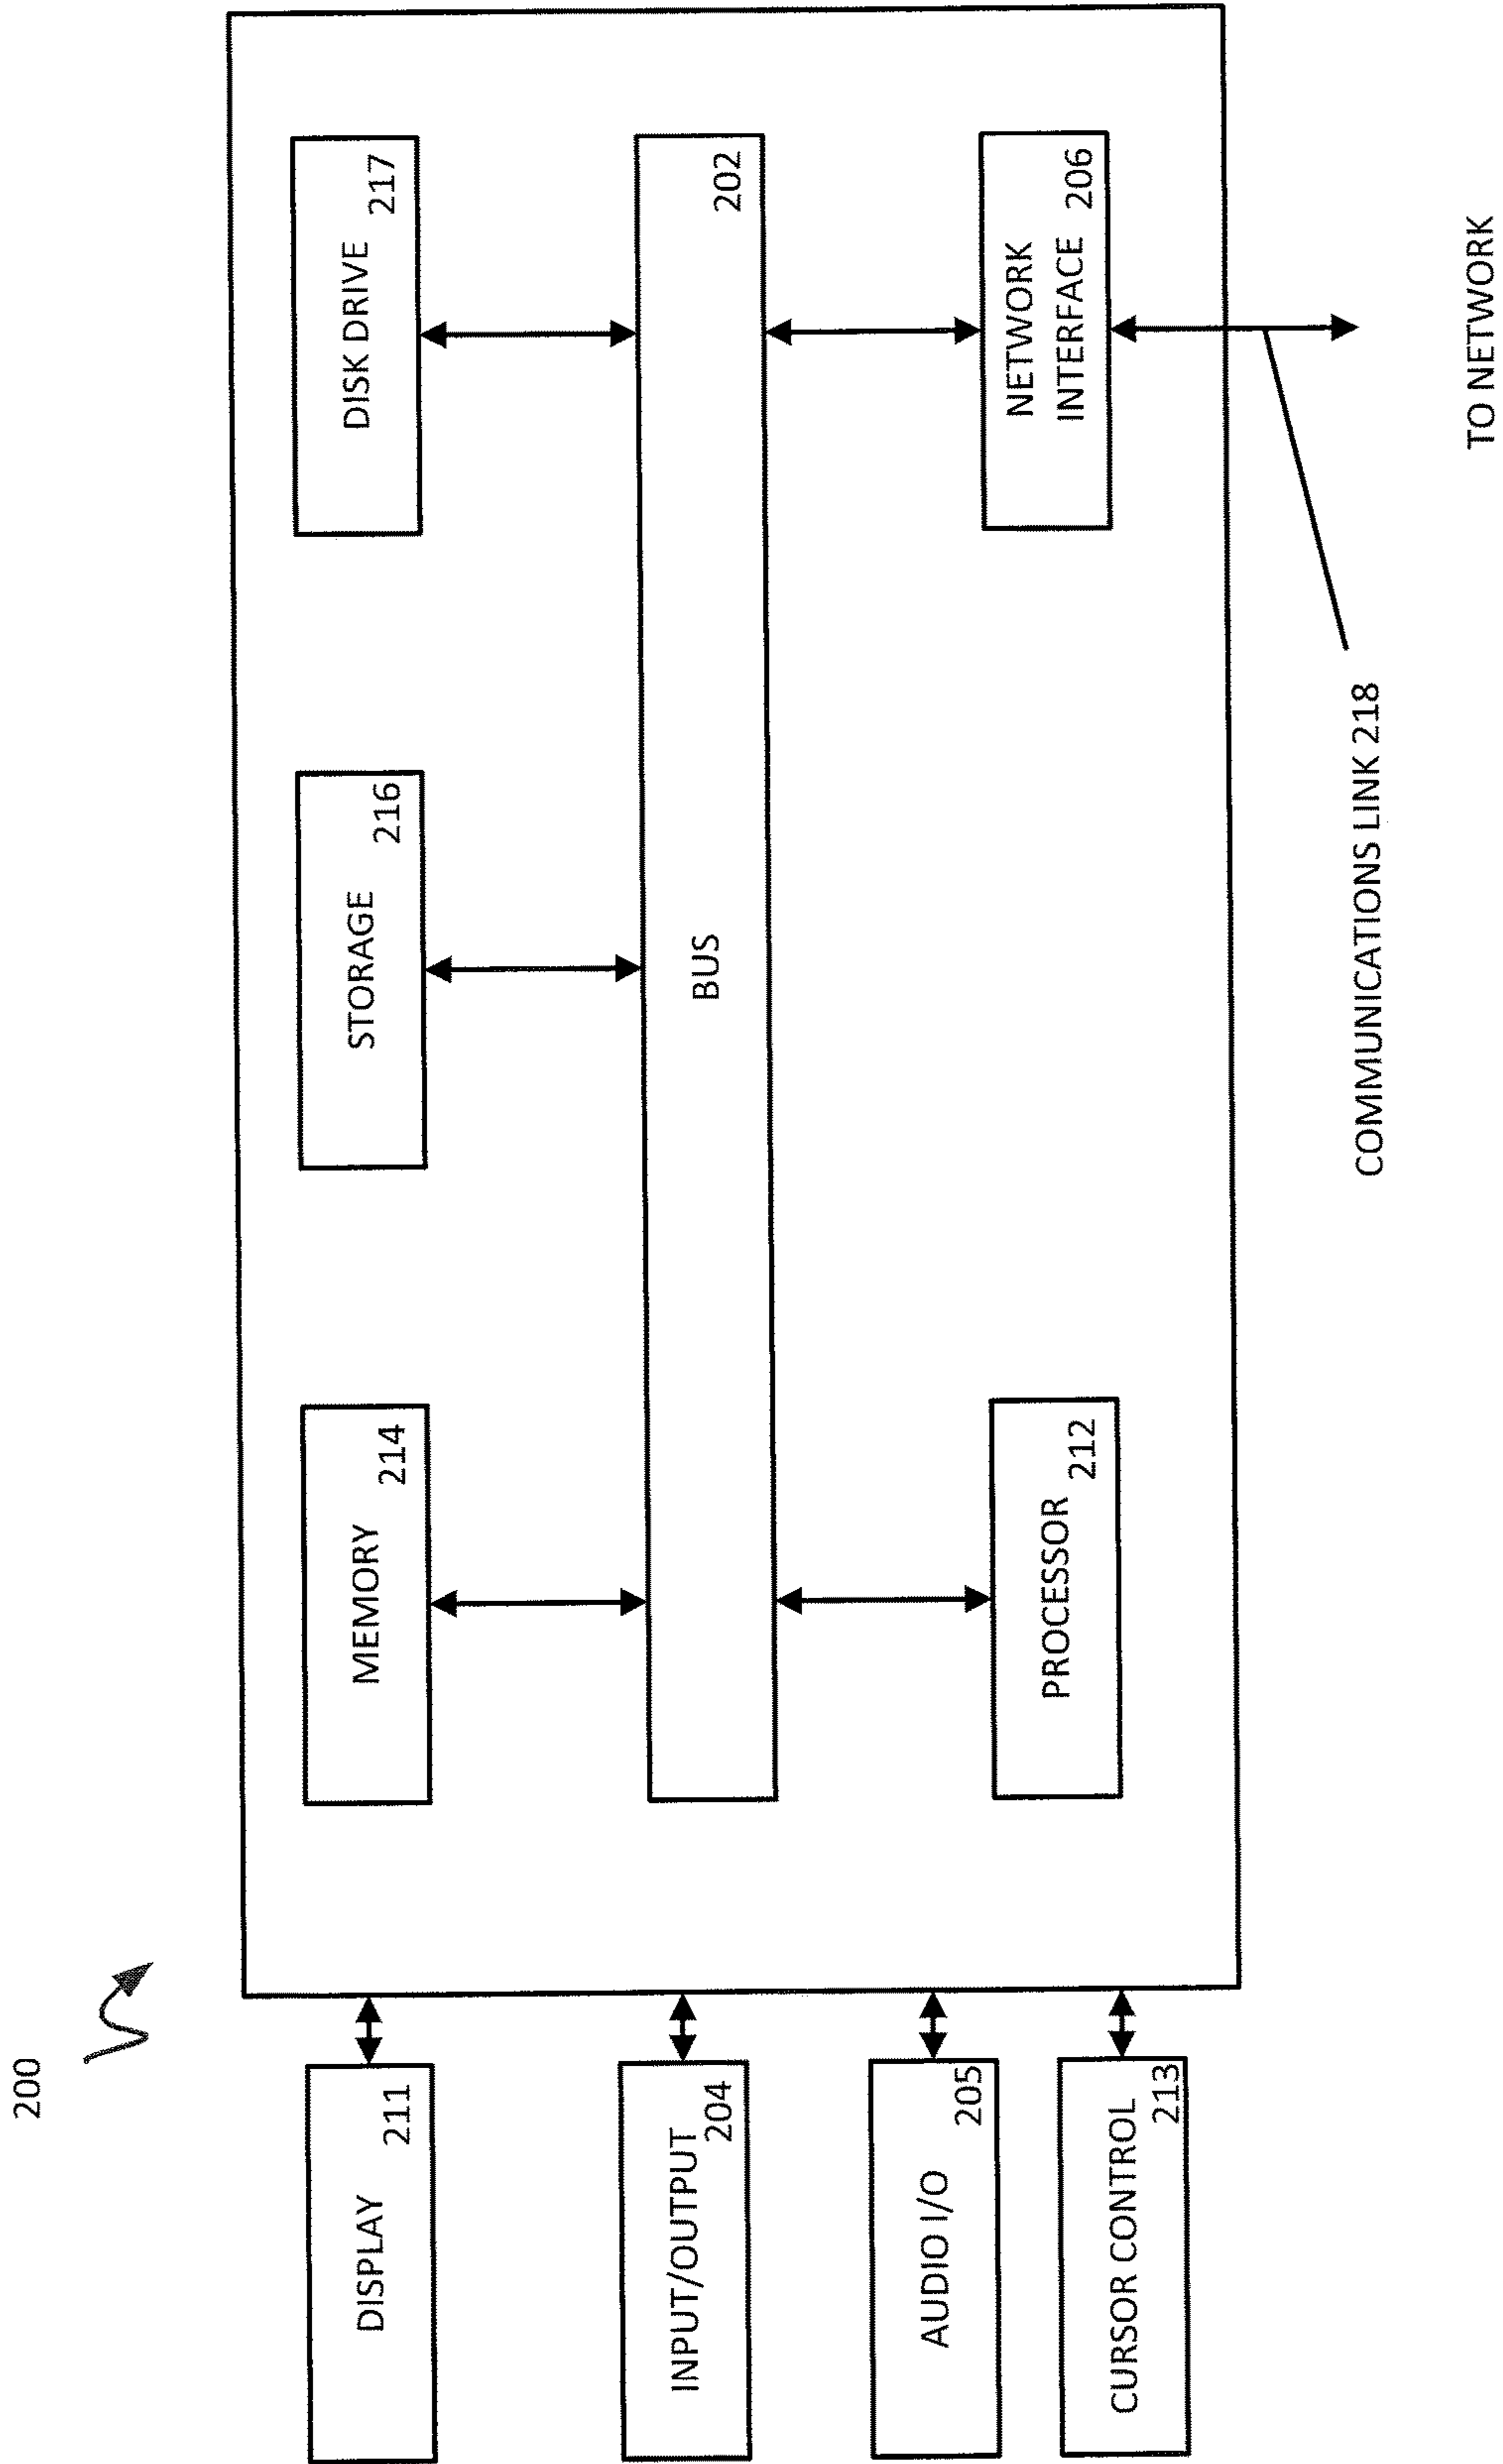 200
DISPLAY
211
INPUT/OUTPUT
204
AUDIO I/O
205
CURSOR CONTROL
213
MEMORY
214
STORAGE
216
DISK DRIVE
217
BUS
202
PROCESSOR
212
NETWORK
INTERFACE
206
COMMUNICATIONS LINK 218
TO NETWORK